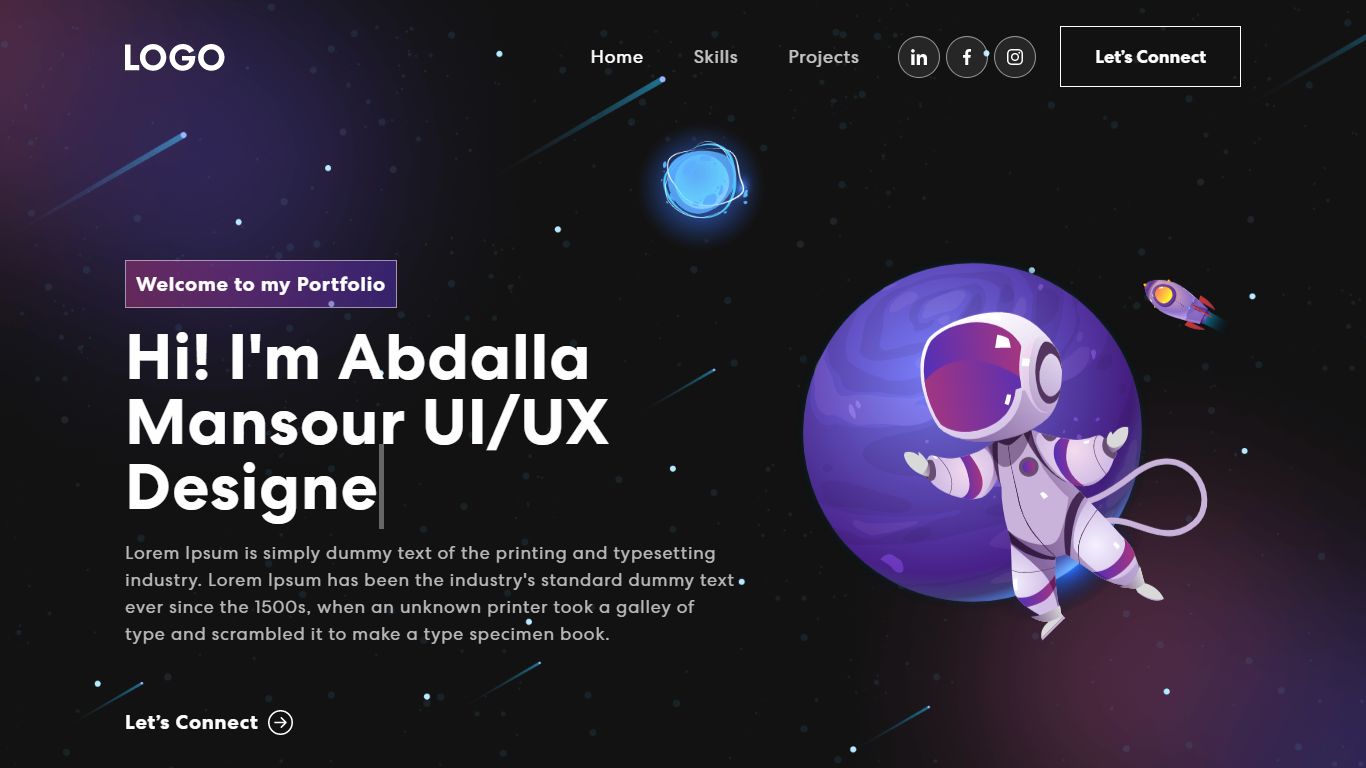 LOGO
Home
Skills
Projects
Let's Connect
Welcome to my Portfolio
Hi! I'm Abdalla
Mansour UI/UX
Designe
Lorem Ipsum is simply dummy text of the printing and typesetting
industry. Lorem Ipsum has been the industry's standard dummy text
ever since the 1500s, when an unknown printer took a galley of
type and scrambled it to make a type specimen book.
Let’s Connect